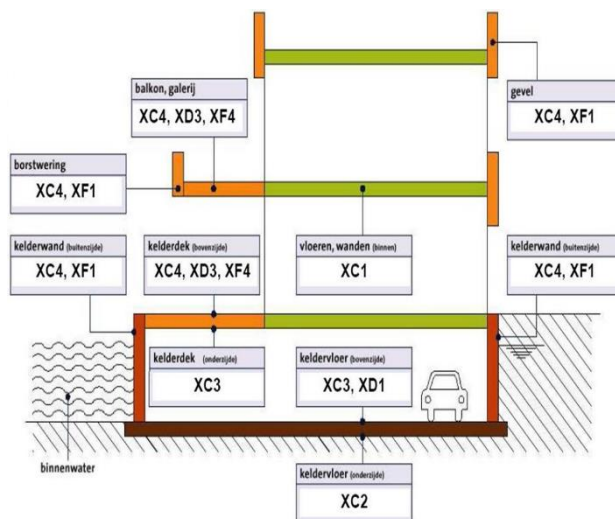 balkon, galerij
XC4, XD3, XF4
gevel
XC4, XF1
borstwering
XC4, XF1
kelderwand (buitenzijde)
XC4, XF1
kelderdek (bovenzijde)
XC4, XD3, XF4
vloeren, wanden (binnen)
XC1
kelderwand (buitenzijde)
XC4, XF1
kelderdek (onderzijde)
XC3
keldervloer (bovenzijde)
XC3, XD1
binnenwater
keldervloer (onderzijde)
XC2